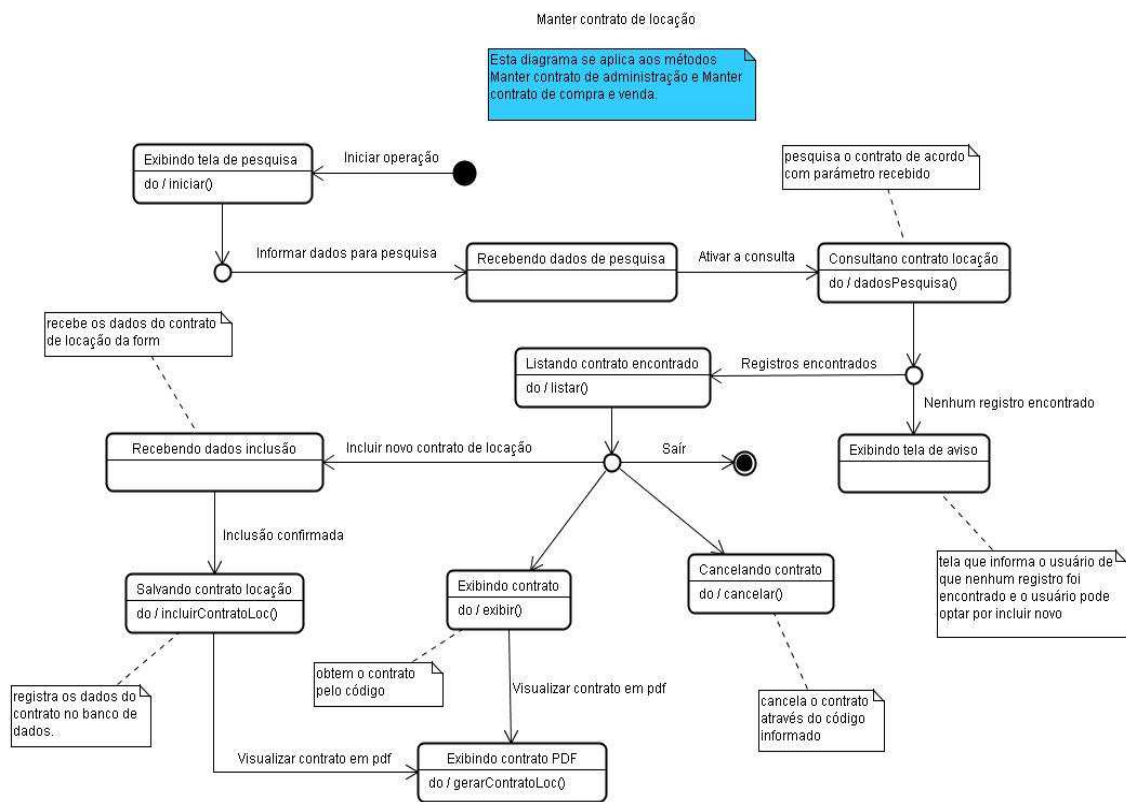 Manter contrato de locação
Esta diagrama se aplica aos métodos
Manter contrato de administração e Manter
contrato de compra e venda.
Exibindo tela de pesquisa
do / iniciar()
Iniciar operação
pesquisa o contrato de acordo
com parámetro recebido
Informar dados para pesquisa
Recebendo dados de pesquisa
Ativar a consulta
Consultano contrato locação
do / dadosPesquisa()
recebe os dados do contrato
de locação da form
Listando contrato encontrado
do / listar()
Registros encontrados
Nenhum registro encontrado
Recebendo dados inclusão
Incluir novo contrato de locação
Saír
Exibindo tela de aviso
Inclusão confirmada
tela que informa o usuário de
que nenhum registro foi
encontrado e o usuário pode
optar por incluir novo
Salvando contrato locação
do / incluirContratoLoc()
Exibindo contrato
do / exibir()
Cancelando contrato
do / cancelar()
obtem o contrato
pelo código
Visualizar contrato em pdf
registra os dados do
contrato no banco de
dados.
cancela o contrato
através do código
informado
Visualizar contrato em pdf
Exibindo contrato PDF
do / gerarContratoLoc()